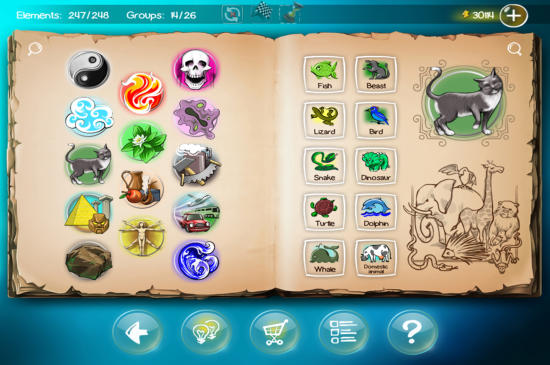 Elements: 247/248 Groups: 14/26 3014
Fish Beast
Lizard Bird
Snake Dinosaur
Turtle Dolphin
Whale Domestic
animal
?